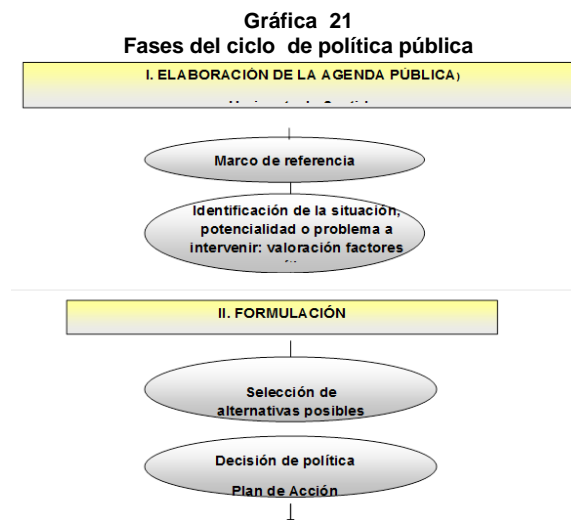 Gráfica 21
Fases del ciclo de política pública
I. ELABORACIÓN DE LA AGENDA PÚBLICA)
Marco de referencia
Identificación de la situación,
potencialidad o problema a
intervenir: valoración factores
II. FORMULACIÓN
Selección de
alternativas posibles
Decisión de política
Plan de Acción